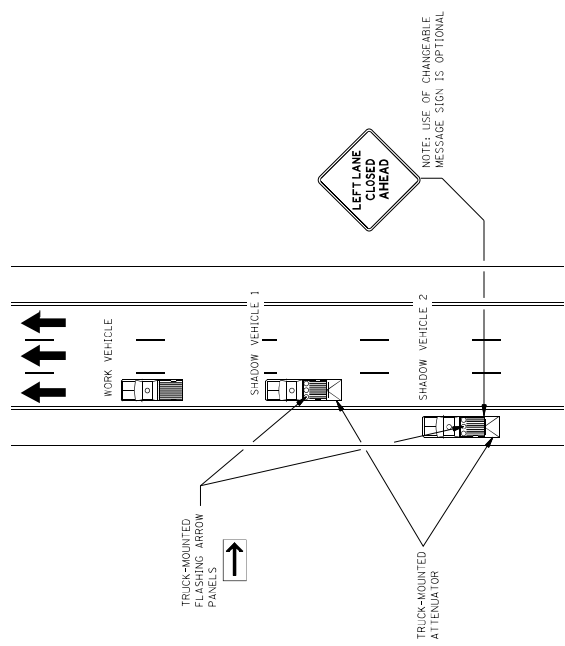 NOTE: USE OF CHANGEABLE
MESSAGE SIGN IS OPTIONAL
LEFT LANE
CLOSED
AHEAD
WORK VEHICLE
SHADOW VEHICLE 1
SHADOW VEHICLE 2
TRUCK-MOUNTED
FLASHING ARROW
PANELS
TRUCK-MOUNTED
ATTENUATOR